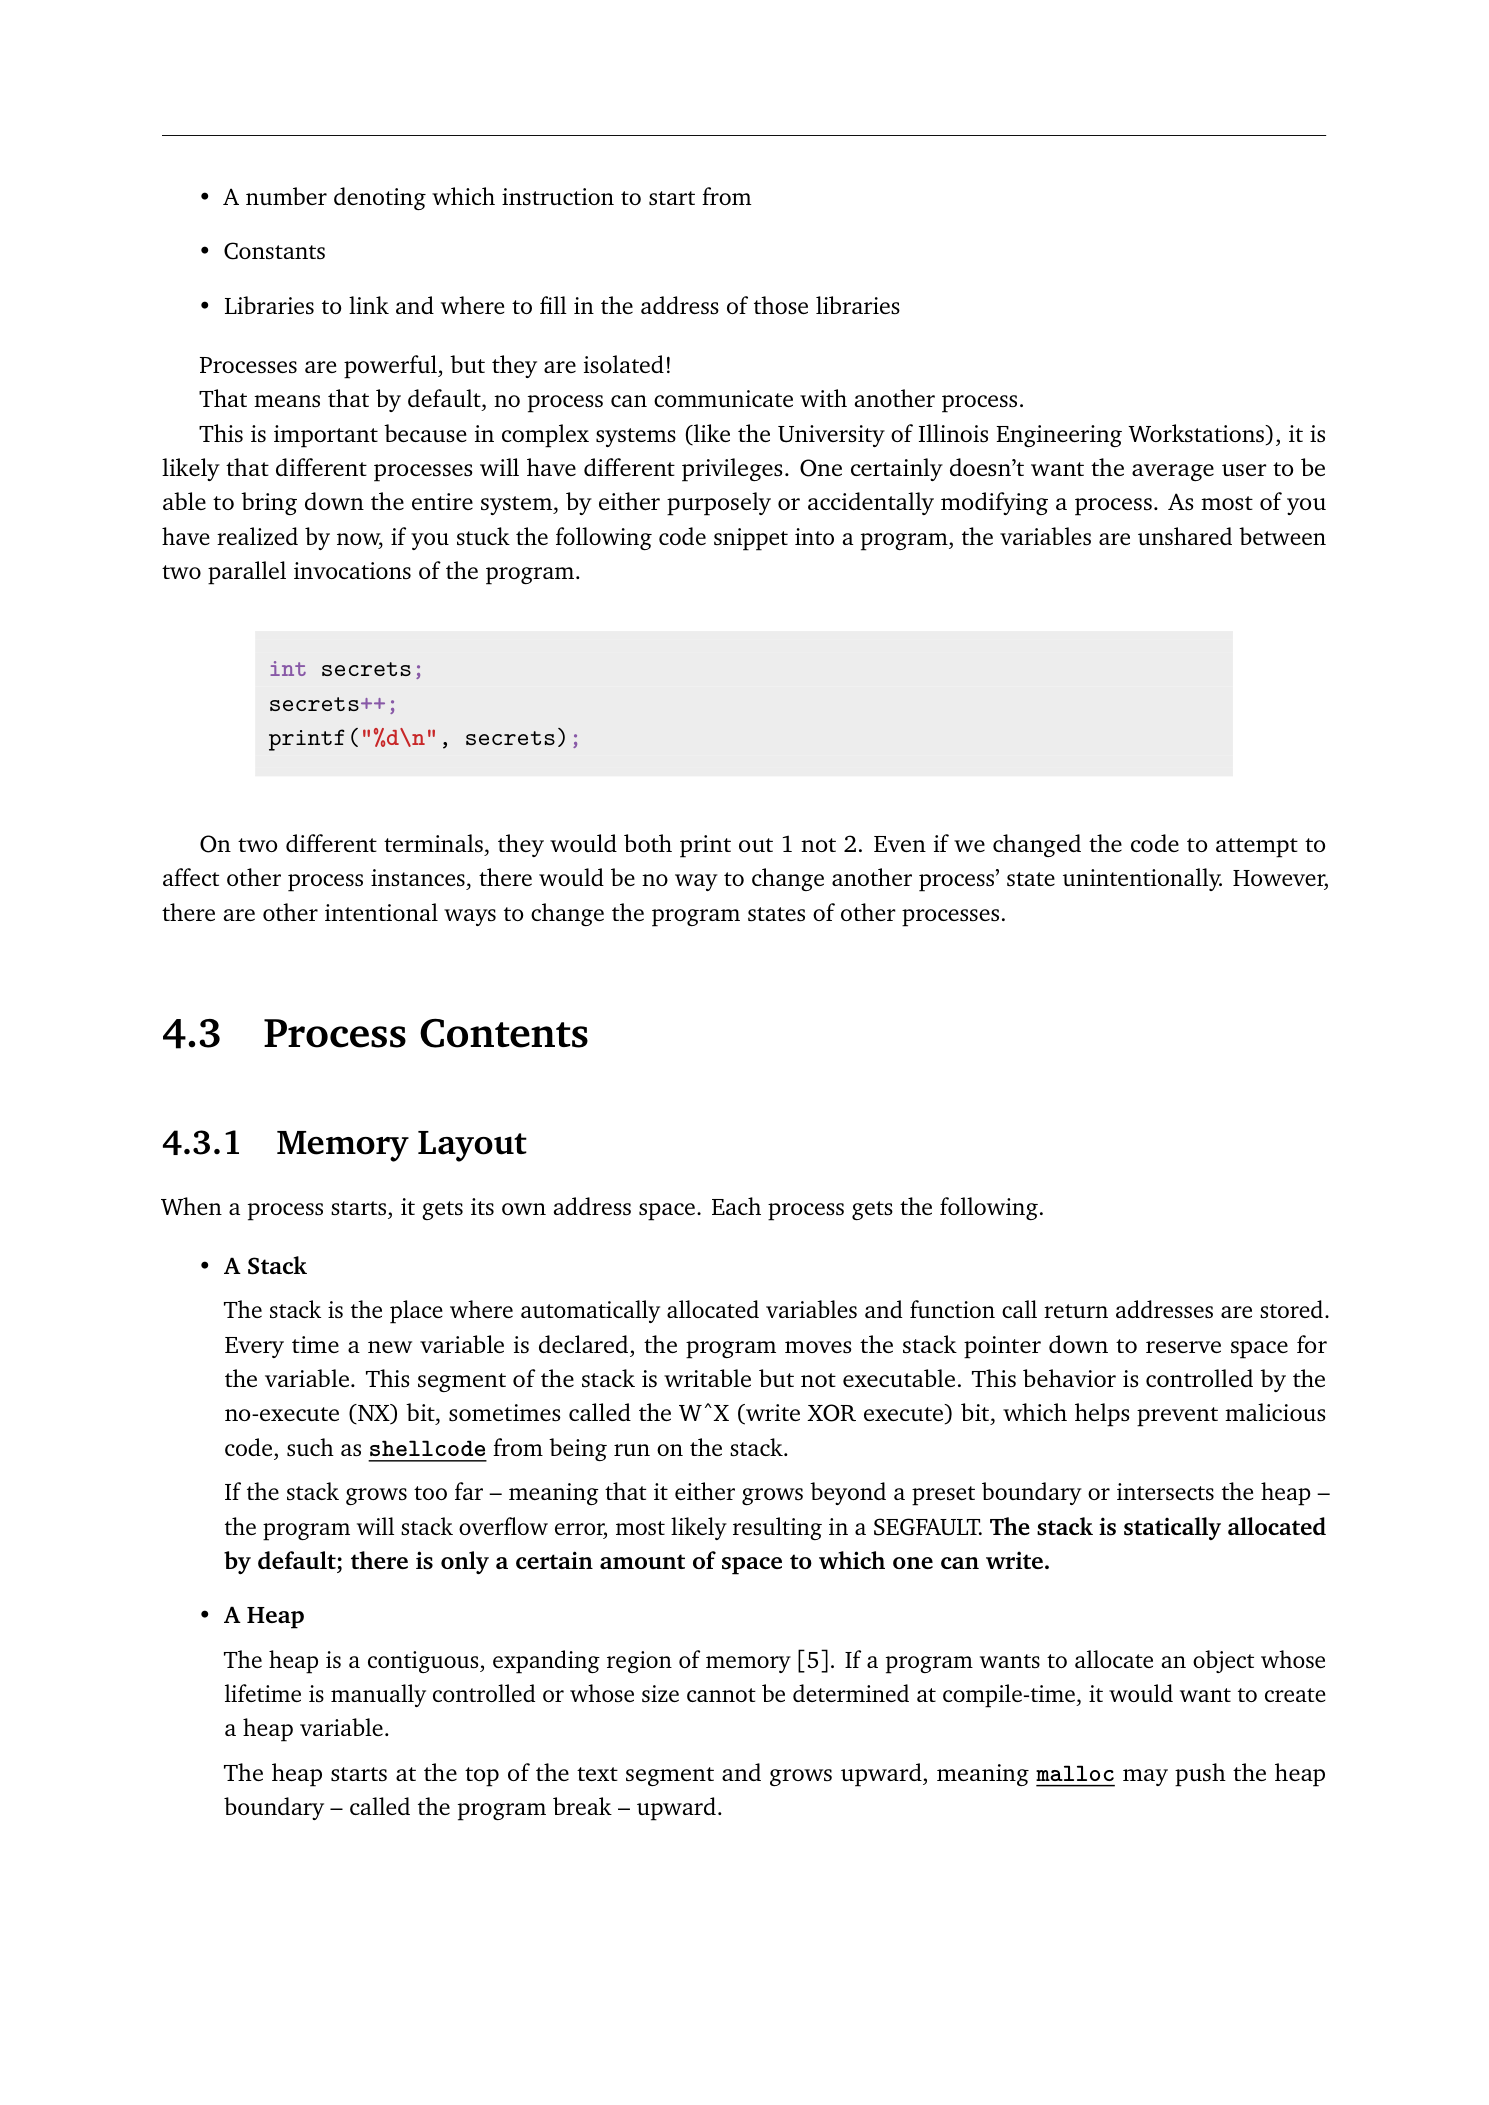 • A number denoting which instruction to start from
• Constants
• Libraries to link and where to fill in the address of those libraries
Processes are powerful, but they are isolated!
That means that by default, no process can communicate with another process.
This is important because in complex systems (like the University of Illinois Engineering Workstations), it is
likely that different processes will have different privileges. One certainly doesn't want the average user to be
able to bring down the entire system, by either purposely or accidentally modifying a process. As most of you
have realized by now, if you stuck the following code snippet into a program, the variables are unshared between
two parallel invocations of the program.
int secrets;
secrets++;
printf("%d\n", secrets);
On two different terminals, they would both print out 1 not 2. Even if we changed the code to attempt to
affect other process instances, there would be no way to change another process' state unintentionally. However,
there are other intentional ways to change the program states of other processes.
4.3 Process Contents
4.3.1 Memory Layout
When a process starts, it gets its own address space. Each process gets the following.
• A Stack
The stack is the place where automatically allocated variables and function call return addresses are stored.
Every time a new variable is declared, the program moves the stack pointer down to reserve space for
the variable. This segment of the stack is writable but not executable. This behavior is controlled by the
no-execute (NX) bit, sometimes called the WˆX (write XOR execute) bit, which helps prevent malicious
code, such as shellcode from being run on the stack.
If the stack grows too far – meaning that it either grows beyond a preset boundary or intersects the heap –
the program will stack overflow error, most likely resulting in a SEGFAULT. The stack is statically allocated
by default; there is only a certain amount of space to which one can write.
• A Heap
The heap is a contiguous, expanding region of memory [5]. If a program wants to allocate an object whose
lifetime is manually controlled or whose size cannot be determined at compile-time, it would want to create
a heap variable.
The heap starts at the top of the text segment and grows upward, meaning malloc may push the heap
boundary – called the program break – upward.